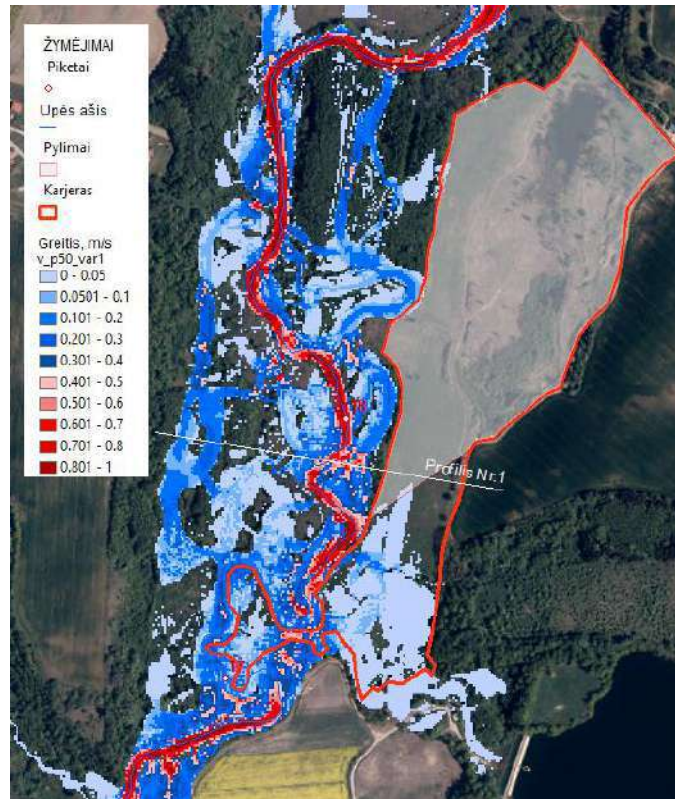 ŽYMĖJIMAI
Piketai
Upės ašis
Pylimai
Karjeras
Greitis, m/s
v_p50_var1
0 - 0.05
0.0501 - 0.1
0.101 - 0.2
0.201 - 0.3
0.301 - 0.4
0.401 - 0.5
0.501 - 0.6
0.601 - 0.7
0.701 - 0.8
0.801 - 1
Profilis Nr.1